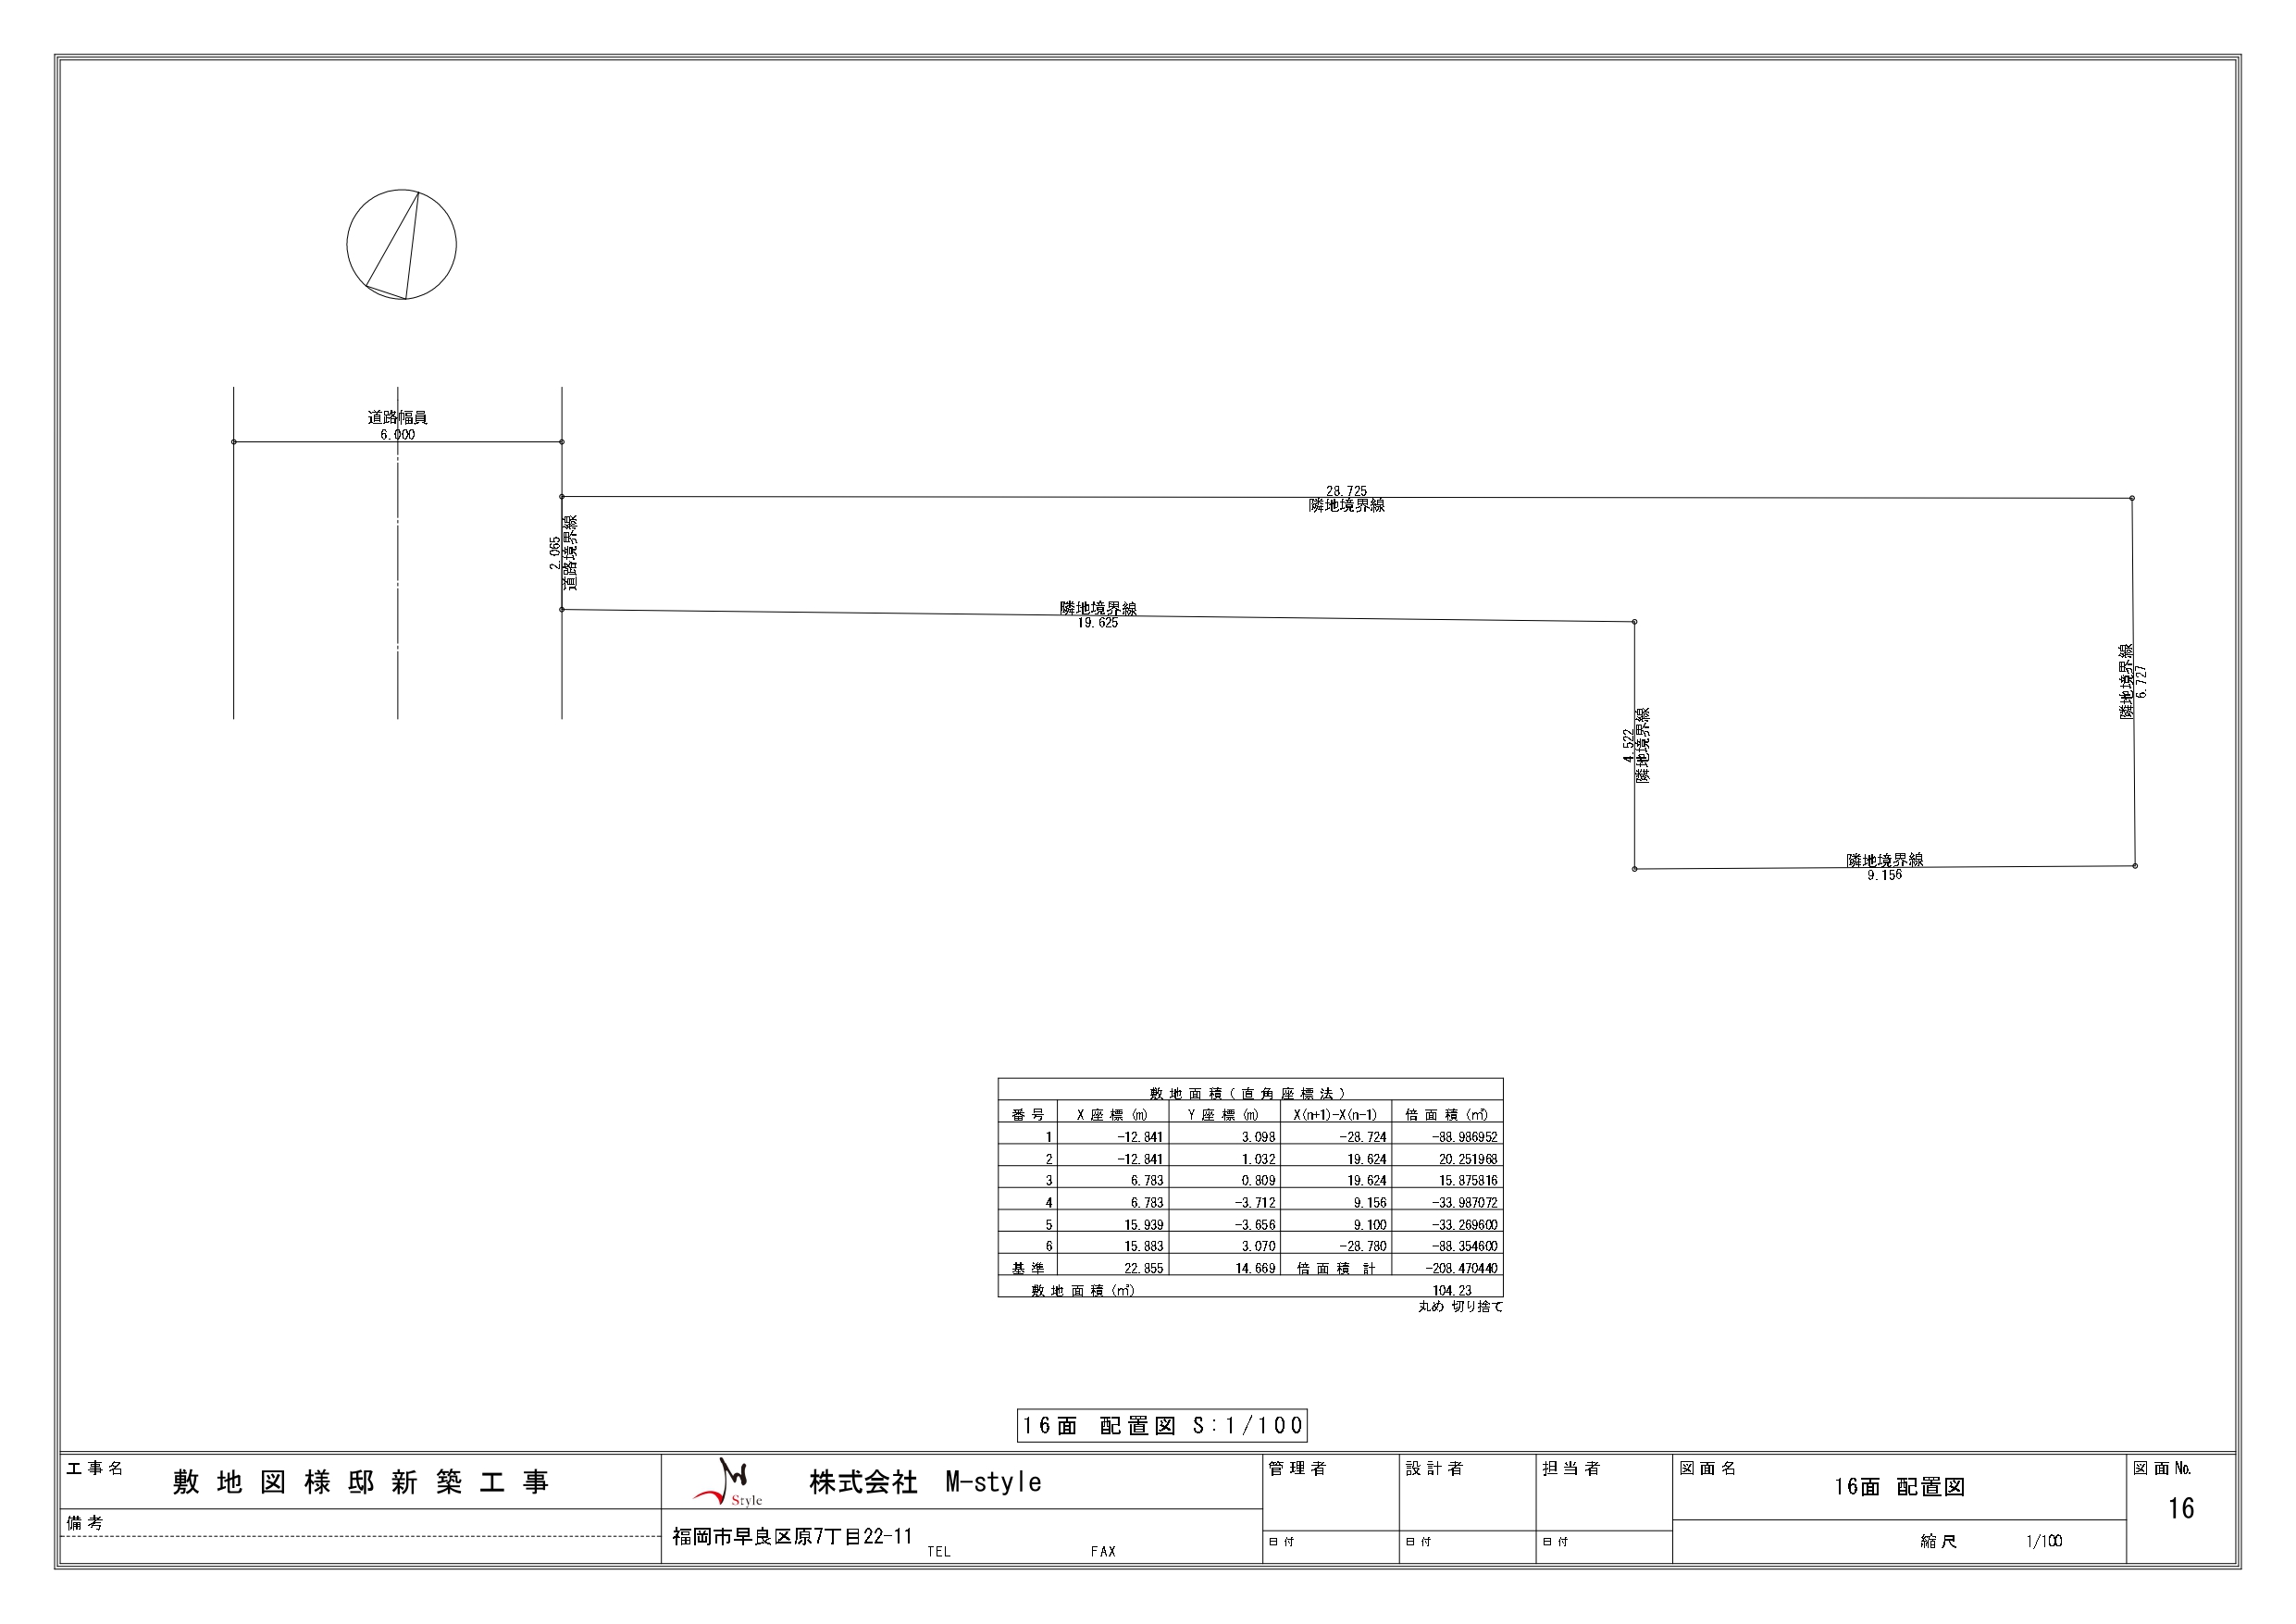 道路幅員
6.000
28.725
隣地境界線
2.065
道路境界線
隣地境界線
19.625
隣地境界線
6.727
4.522
隣地境界線
隣地境界線
9.156
敷地面積(直角座標法)
番号 X座標(m) Y座標(m) X(n+1)-X(n-1) 倍面積(㎡)
1 -12.841 3.098 -28.724 -88.986952
2 -12.841 1.032 19.624 20.251968
3 6.783 0.809 19.624 15.875816
4 6.783 -3.712 9.156 -33.987072
5 15.939 -3.656 9.100 -33.269600
6 15.883 3.070 -28.780 -88.354600
基準 22.855 14.669 倍面積 計 -208.470440
敷地面積(㎡) 104.23
丸め 切り捨て
16面 配置図 S:1/100
工事名 敷地図様邸新築工事
備考
Style
株式会社 M-style
福岡市早良区原7丁目22-11
TEL FAX
管理者 設計者 担当者
日付 日付 日付
図面名
16面 配置図
縮尺 1/100
図面№
16